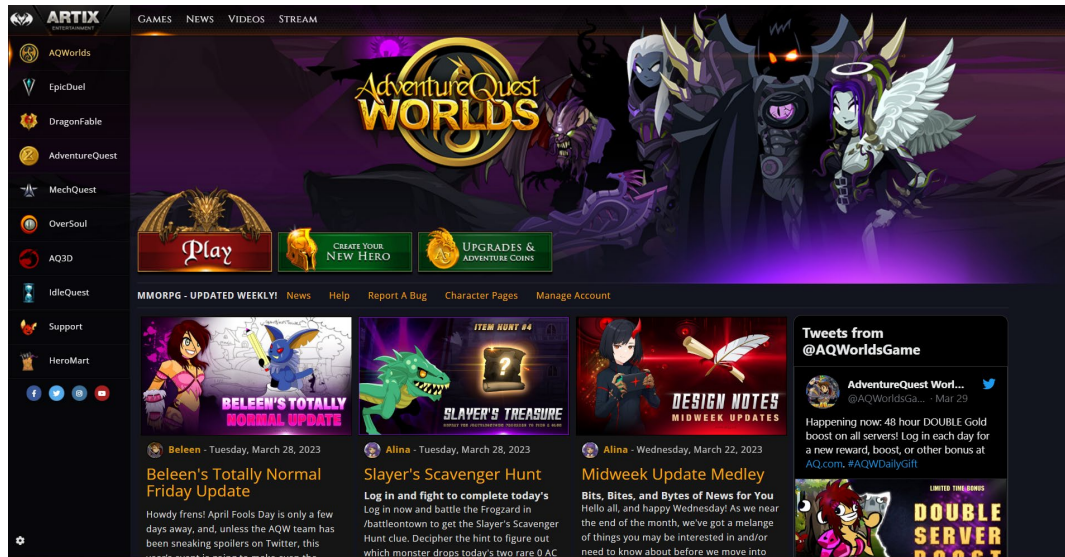 ARTIX
ENTERTAINMENT
GAMES NEWS VIDEOS STREAM
AQWorlds
EpicDuel
DragonFable
AdventureQuest
MechQuest
OverSoul
AQ3D
IdleQuest
Support
HeroMart
AdventureQuest
WORLDS
Play
CREATE YOUR
NEW HERO
UPGRADES &
ADVENTURE COINS
MMORPG - UPDATED WEEKLY! News Help Report A Bug Character Pages Manage Account
BELEEN'S TOTALLY
NORMAL UPDATE
Beleen - Tuesday, March 28, 2023
Beleen's Totally Normal
Friday Update
Howdy frens! April Fools Day is only a few
days away, and, unless the AQW team has
been sneaking spoilers on Twitter, this
year's event is going to make even the
ITEM HUNT #4
?
SLAYER'S TREASURE
Alina - Tuesday, March 28, 2023
Slayer's Scavenger Hunt
Log in and fight to complete today's
Log in now and battle the Frogzard in
/battleontown to get the Slayer's Scavenger
Hunt clue. Decipher the hint to figure out
which monster drops today's two rare 0 AC
DESIGN NOTES
MIDWEEK UPDATES
Alina - Wednesday, March 22, 2023
Midweek Update Medley
Bits, Bites, and Bytes of News for You
Hello all, and happy Wednesday! As we near
the end of the month, we've got a melange
of things you may be interested in and/or
need to know about before we move into
Tweets from
@AQWorldsGame
AdventureQuest Worl...
@AQWorldsGa... · Mar 29
Happening now: 48 hour DOUBLE Gold
boost on all servers! Log in each day for
a new reward, boost, or other bonus at
AQ.com. #AQWDailyGift
LIMITED TIME BONUS
DOUBLE
SERVER
BOOST